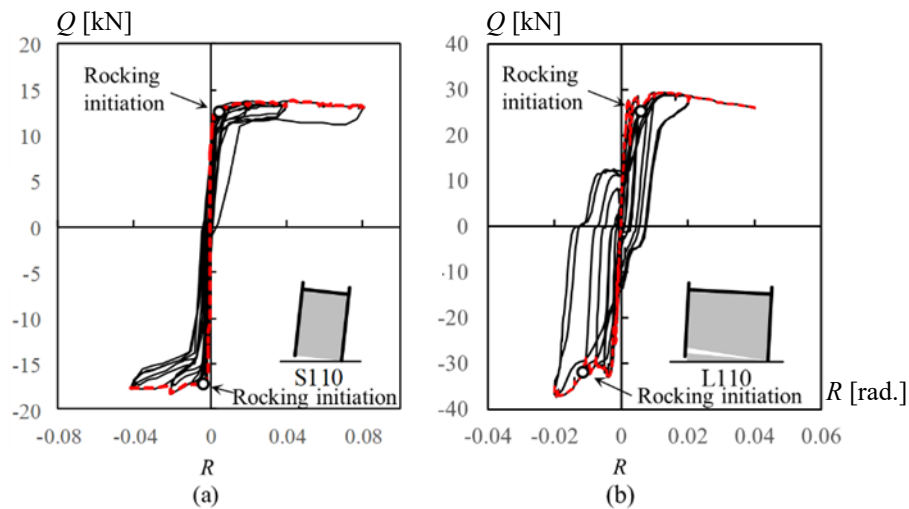 Q [kN]
20
15
10
5
0
-5
-10
-15
-20
-0.08
-0.04
0
0.04
0.08
Rocking
initiation
Rocking initiation
S110
R
(a)
Q [kN]
40
30
20
10
0
-10
-20
-30
-40
-0.04
-0.02
0
0.02
0.04
0.06
Rocking
initiation
Rocking initiation
L110
R [rad.]
R
(b)